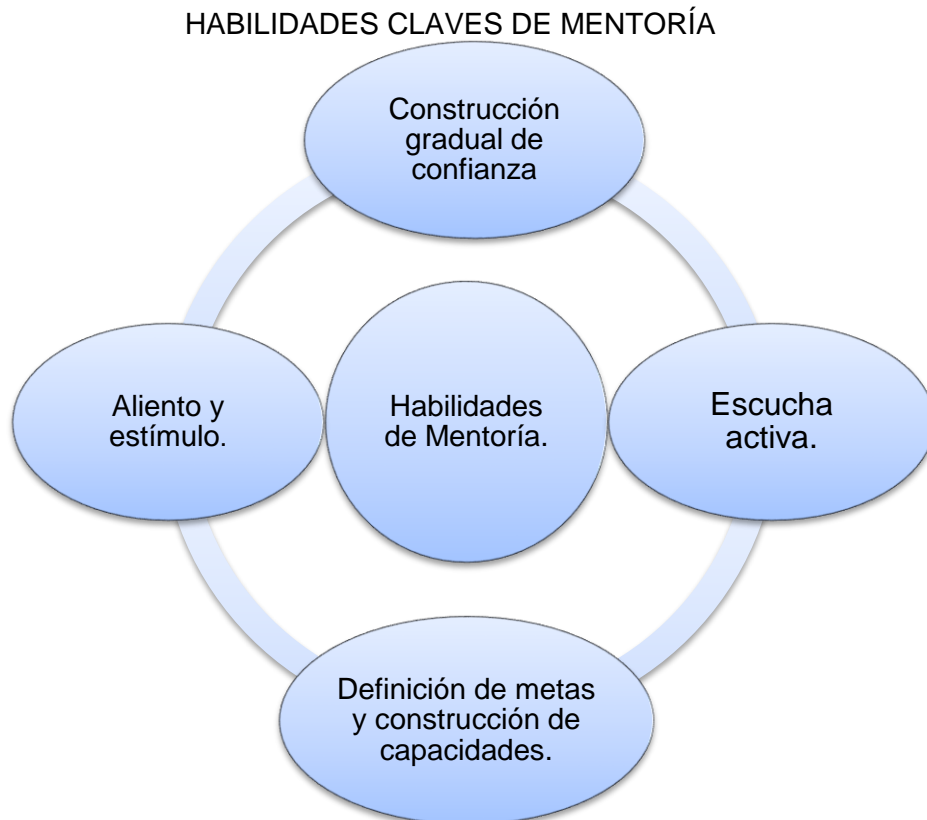 HABILIDADES CLAVES DE MENTORÍA
Construcción
gradual de
confianza
Aliento y
estímulo.
Habilidades
de Mentoría.
Escucha
activa.
Definición de metas
y construcción de
capacidades.